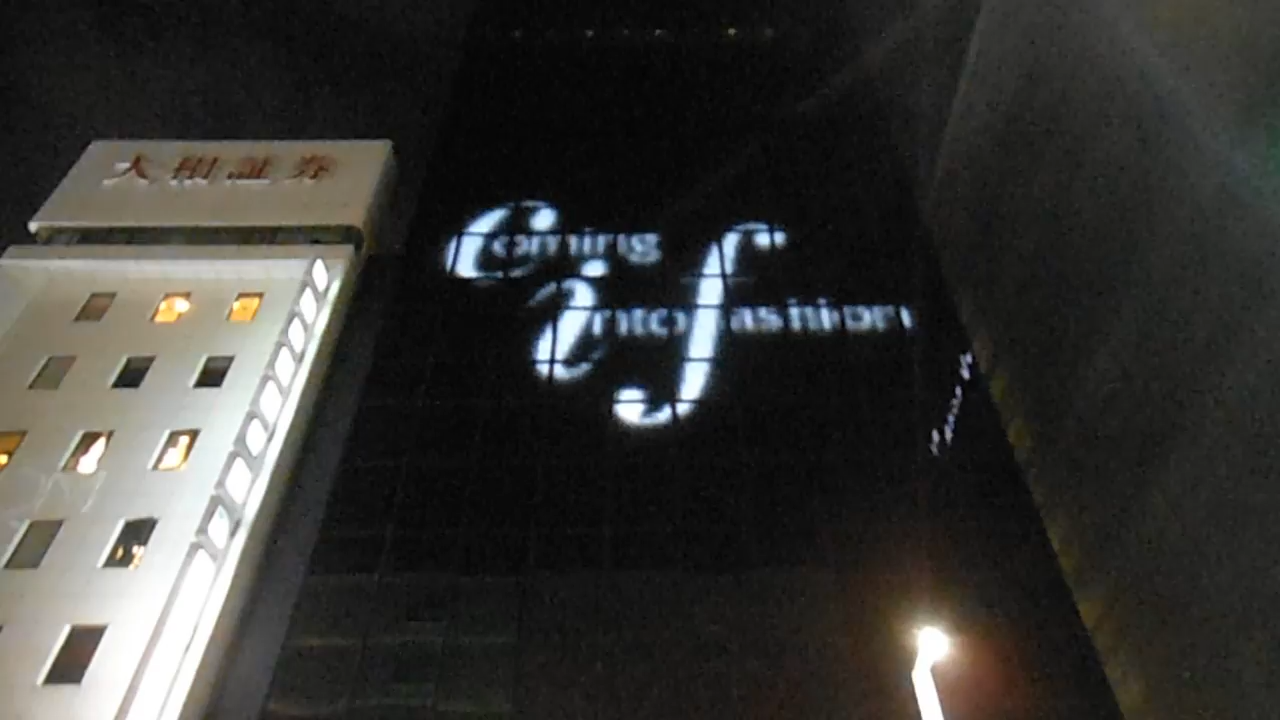 大和証券
Coming
into fashion